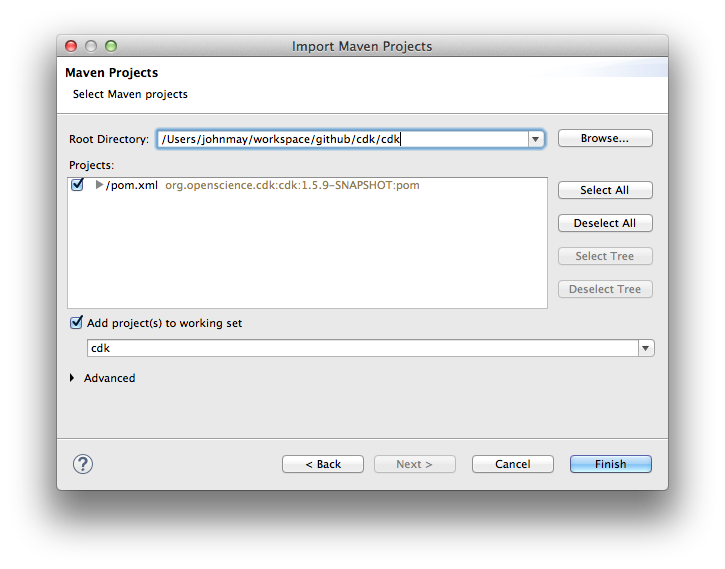 Import Maven Projects
Maven Projects
Select Maven projects
Root Directory: /Users/johnmay/workspace/github/cdk/cdk Browse...
Projects:
/pom.xml org.openscience.cdk:cdk:1.5.9-SNAPSHOT:pom
Select All
Deselect All
Select Tree
Deselect Tree
Add project(s) to working set
cdk
Advanced
? < Back Next > Cancel Finish